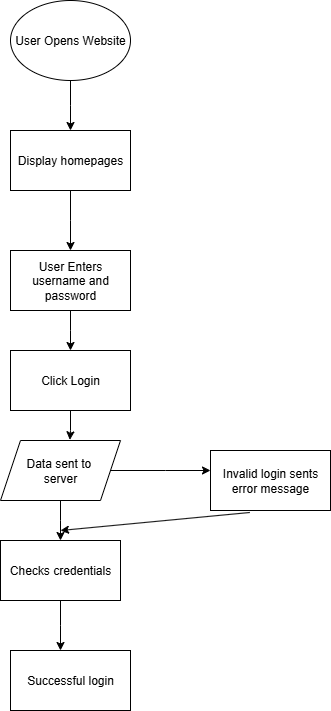 User Opens Website
Display homepages
User Enters
username and
password
Click Login
Data sent to
server
Invalid login sents
error message
Checks credentials
Successful login